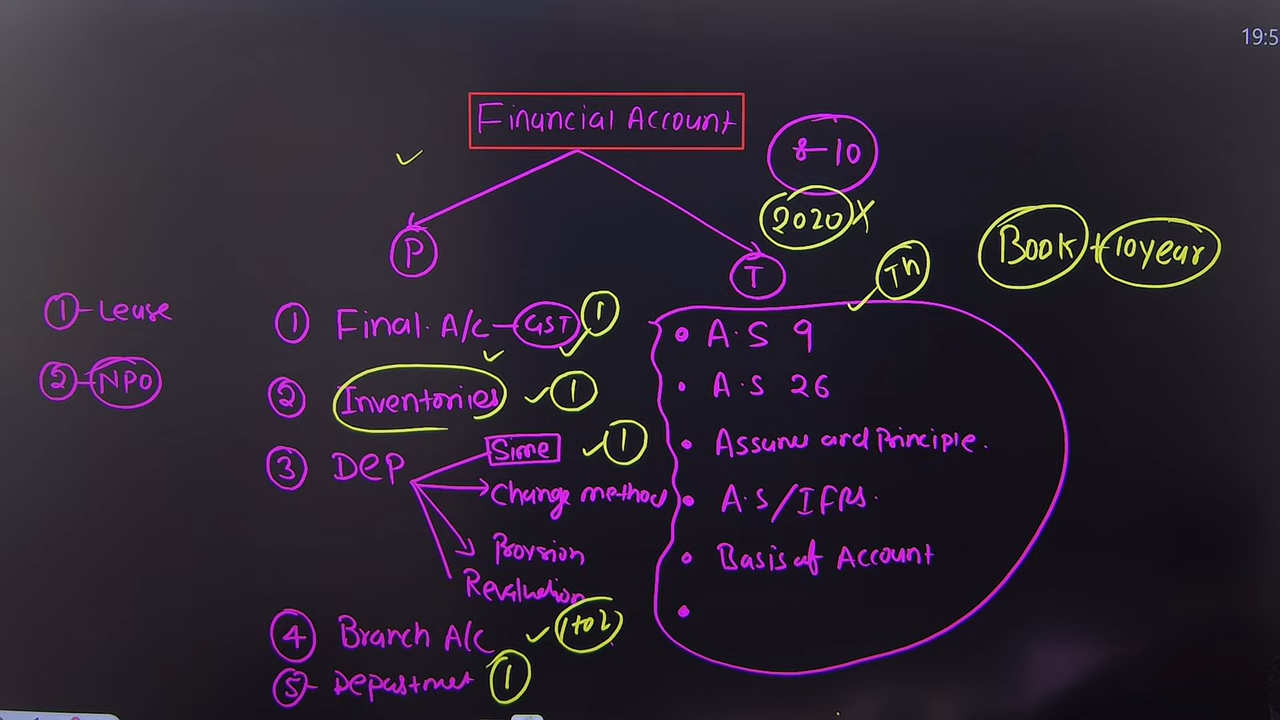 19:5
Financial Account
8-10
2020 X
Book + 10 year
P
T
Th
① - Lease
② - NPO
① Final. A/c - GST ①
② Inventories ①
③ Dep
Sime ①
Change method
Provsion
Revaluation
④ Branch A/c (1 to 2)
⑤ - Department ①
• A.S 9
• A.S 26
• Assume and principle.
• A.S/IFRS.
• Basis of Account
•